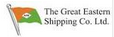 The Great Eastern
Shipping Co. Ltd.